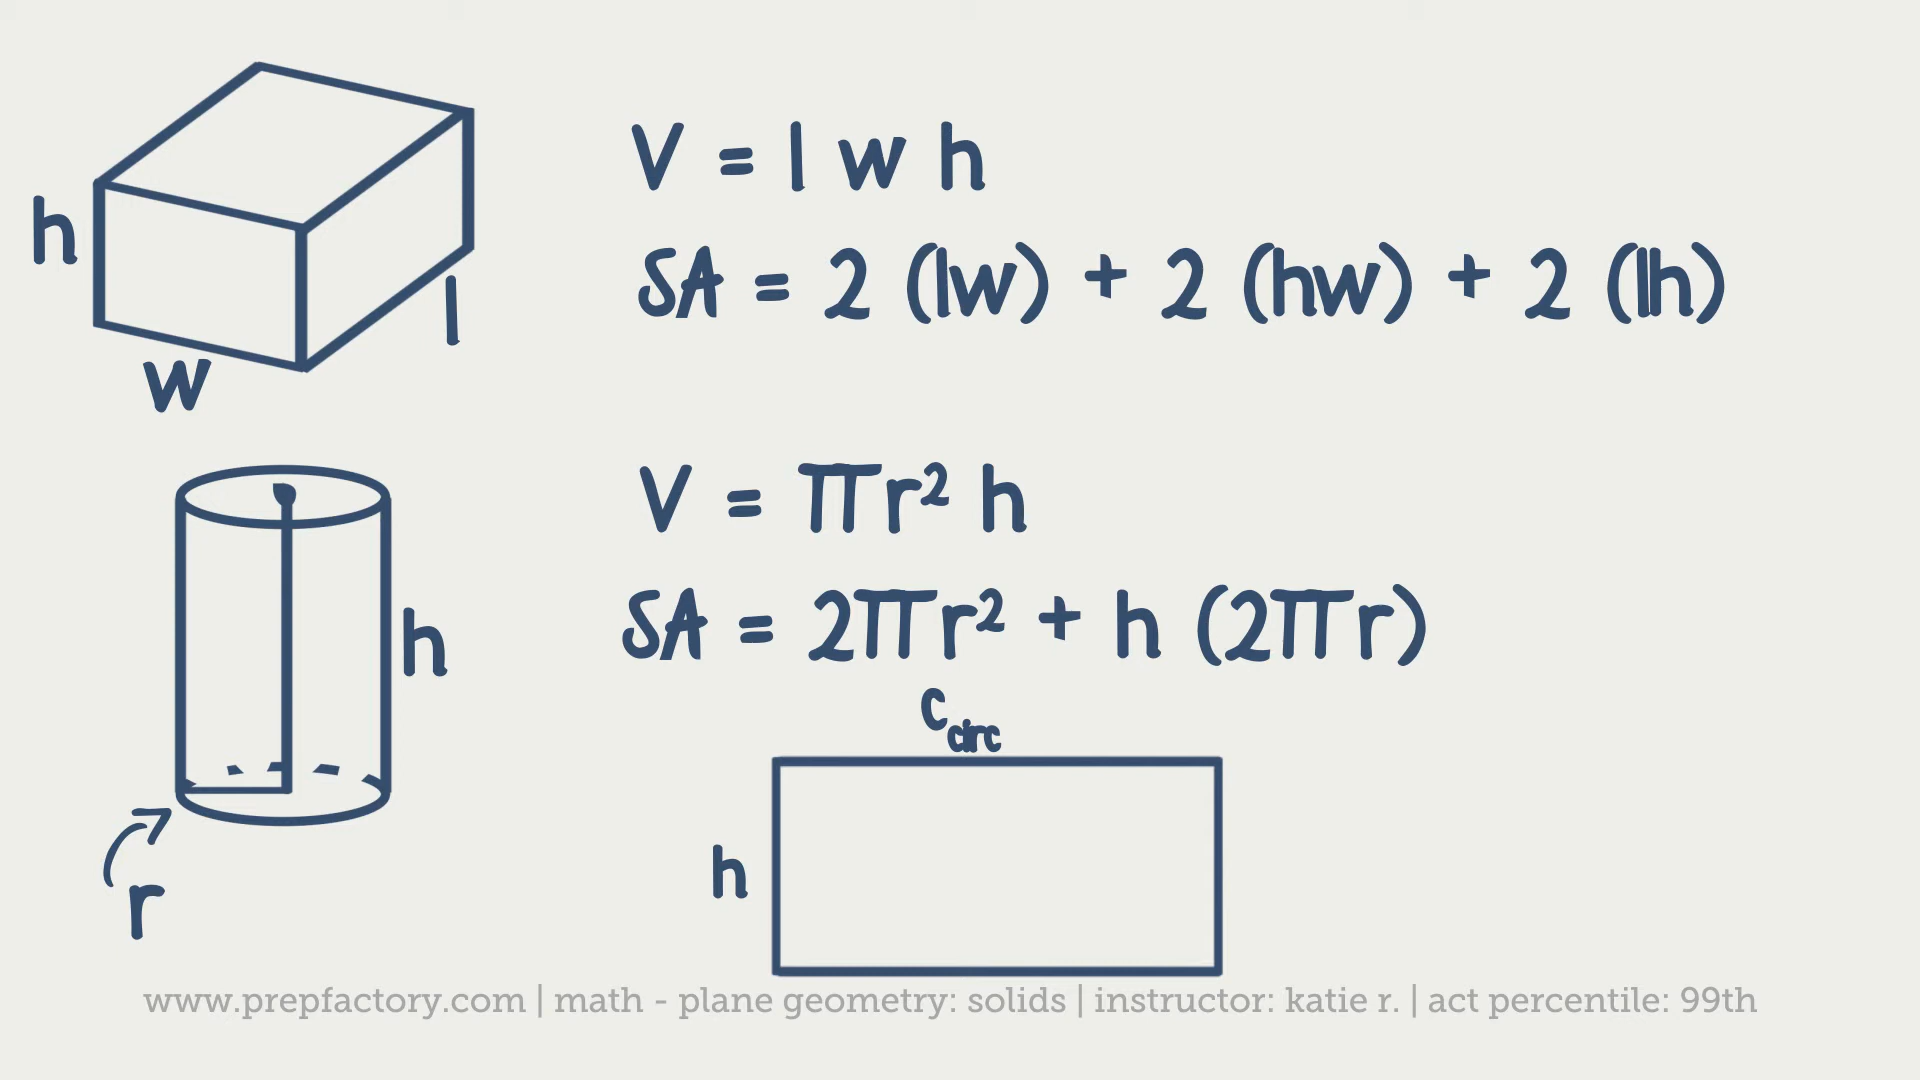 V = l w h
SA = 2 (lw) + 2 (hw) + 2 (lh)
h
l
w
V = πr² h
SA = 2πr² + h (2πr)
h
r
C circ
h
www.prepfactory.com | math - plane geometry: solids | instructor: katie r. | act percentile: 99th